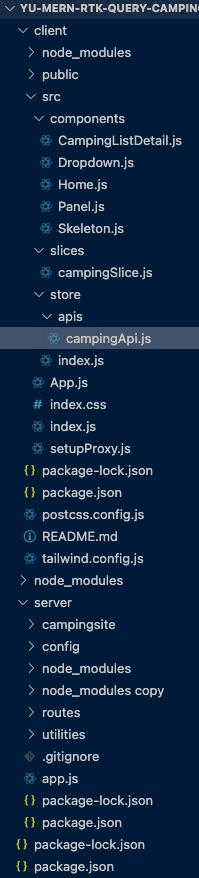 YU-MERN-RTK-QUERY-CAMPING
client
node_modules
public
src
components
CampingListDetail.js
Dropdown.js
Home.js
Panel.js
Skeleton.js
slices
campingSlice.js
store
apis
campingApi.js
index.js
App.js
# index.css
index.js
setupProxy.js
{} package-lock.json
{} package.json
postcss.config.js
README.md
tailwind.config.js
node_modules
server
campingsite
config
node_modules
node_modules copy
routes
utilities
.gitignore
app.js
{} package-lock.json
{} package.json
{} package-lock.json
{} package.json